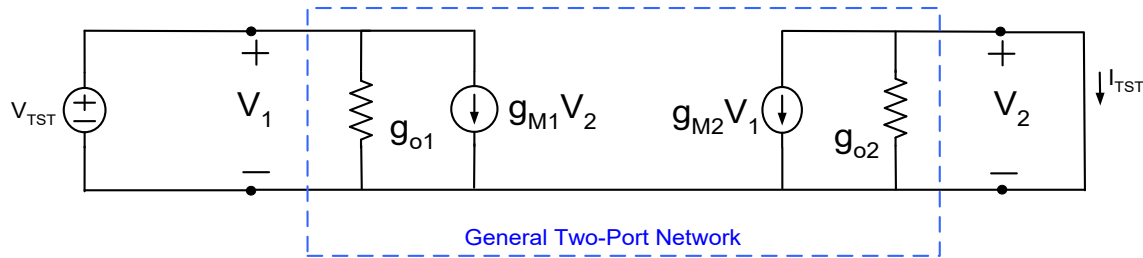 V_TST
+
−
+
V_1
−
g_o1
g_M1V_2
g_M2V_1
g_o2
+
V_2
−
I_TST
General Two-Port Network